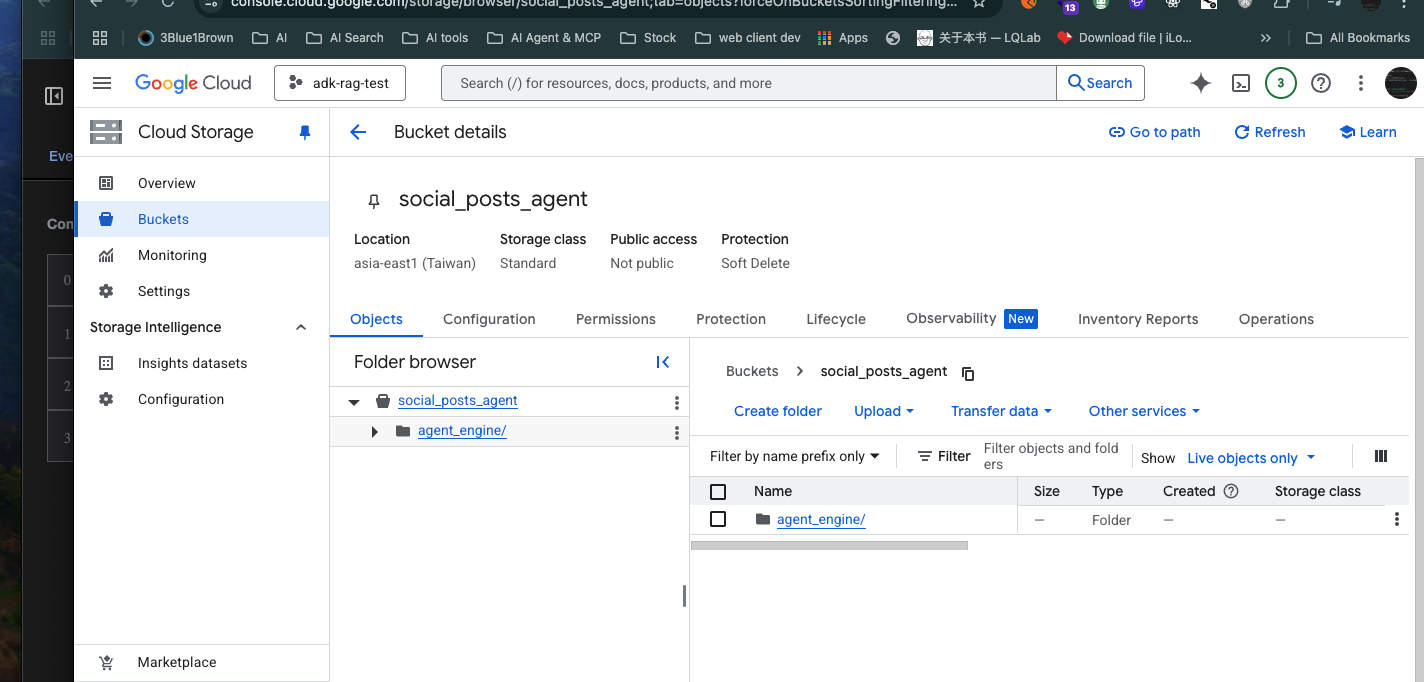 console.cloud.google.com/storage/browser/social_posts_agent;tab=objects?forceOnBucketsSortingFiltering...
13
3Blue1Brown
AI
AI Search
AI tools
AI Agent & MCP
Stock
web client dev
Apps
关于本书 — LQLab
Download file | iLo...
All Bookmarks
Google Cloud
adk-rag-test
Search (/) for resources, docs, products, and more
Search
3
Cloud Storage
Bucket details
Go to path
Refresh
Learn
Eve
Con
0
1
2
3
Overview
Buckets
Monitoring
Settings
Storage Intelligence
Insights datasets
Configuration
Marketplace
social_posts_agent
Location
Storage class
Public access
Protection
asia-east1 (Taiwan)
Standard
Not public
Soft Delete
Objects
Configuration
Permissions
Protection
Lifecycle
Observability New
Inventory Reports
Operations
Folder browser
social_posts_agent
agent_engine/
Buckets > social_posts_agent
Create folder
Upload
Transfer data
Other services
Filter by name prefix only
Filter
Filter objects and fold
ers
Show
Live objects only
Name
Size
Type
Created
Storage class
agent_engine/
—
Folder
—
—